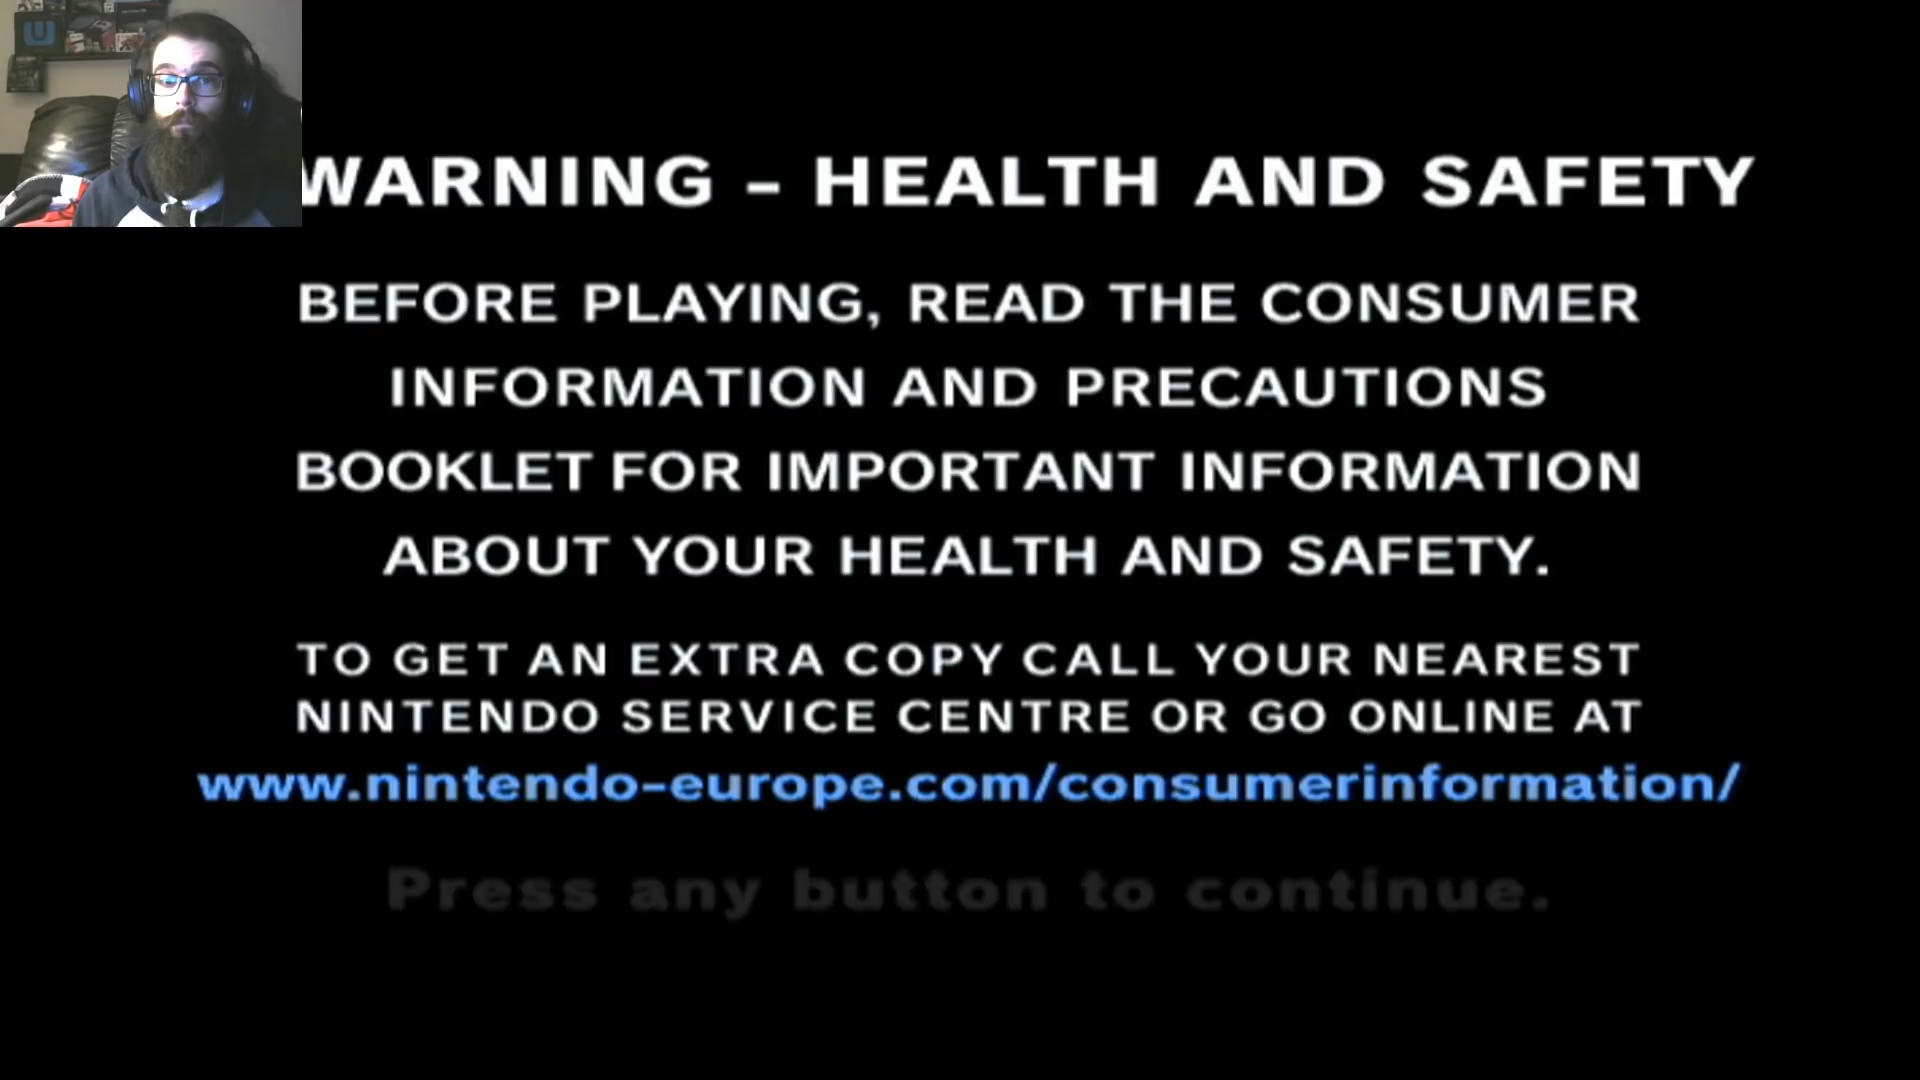 WARNING – HEALTH AND SAFETY
BEFORE PLAYING, READ THE CONSUMER
INFORMATION AND PRECAUTIONS
BOOKLET FOR IMPORTANT INFORMATION
ABOUT YOUR HEALTH AND SAFETY.
TO GET AN EXTRA COPY CALL YOUR NEAREST
NINTENDO SERVICE CENTRE OR GO ONLINE AT
www.nintendo-europe.com/consumerinformation/
Press any button to continue.